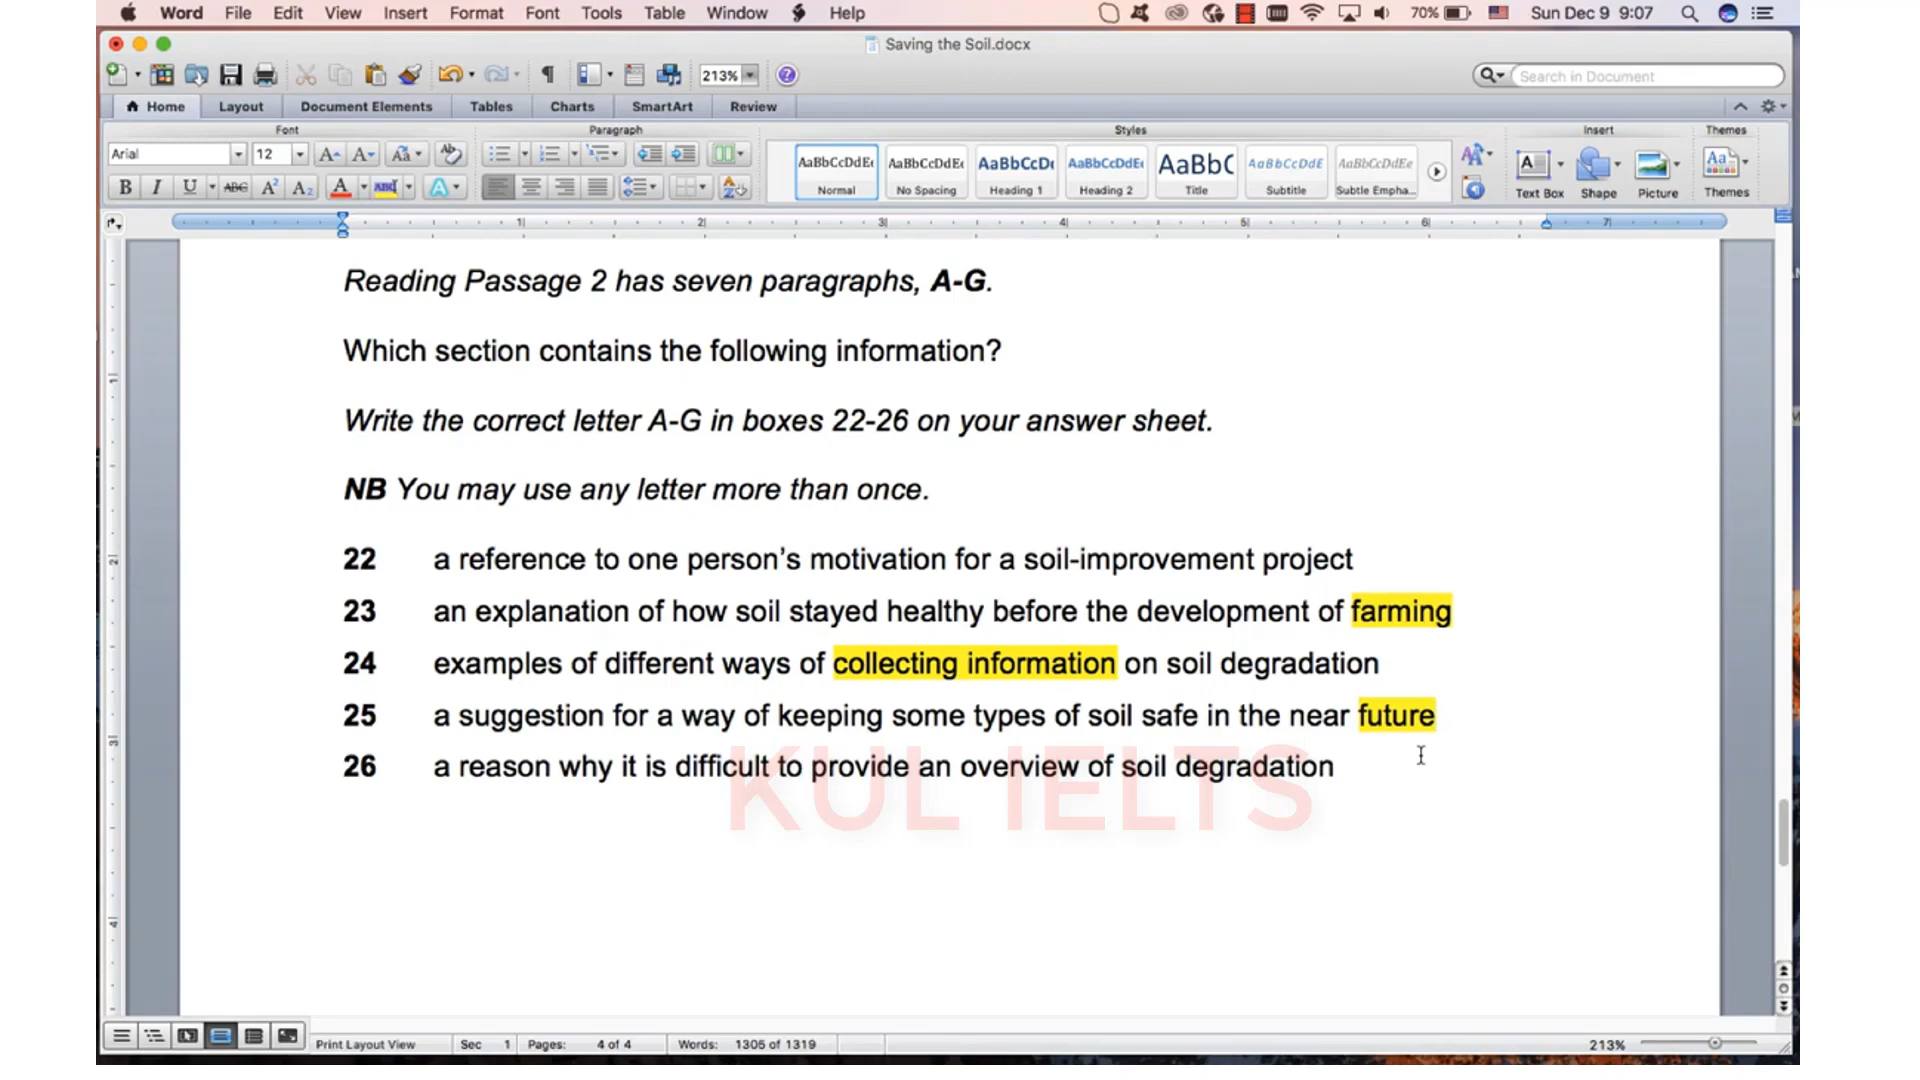 Word File Edit View Insert Format Font Tools Table Window Help 70% Sun Dec 9 9:07
Saving the Soil.docx
213% Search in Document
Home Layout Document Elements Tables Charts SmartArt Review
Font Paragraph Styles Insert Themes
Arial 12
AaBbCcDdEe AaBbCcDdEe AaBbCcDc AaBbCcDdEe AaBbC AaBbCcDdE AaBbCcDdEe
Normal No Spacing Heading 1 Heading 2 Title Subtitle Subtle Empha...
Text Box Shape Picture Themes
Reading Passage 2 has seven paragraphs, A-G.
Which section contains the following information?
Write the correct letter A-G in boxes 22-26 on your answer sheet.
NB You may use any letter more than once.
22 a reference to one person’s motivation for a soil-improvement project
23 an explanation of how soil stayed healthy before the development of farming
24 examples of different ways of collecting information on soil degradation
25 a suggestion for a way of keeping some types of soil safe in the near future
26 a reason why it is difficult to provide an overview of soil degradation
KUL IELTS
Print Layout View Sec 1 Pages: 4 of 4 Words: 1305 of 1319 213%